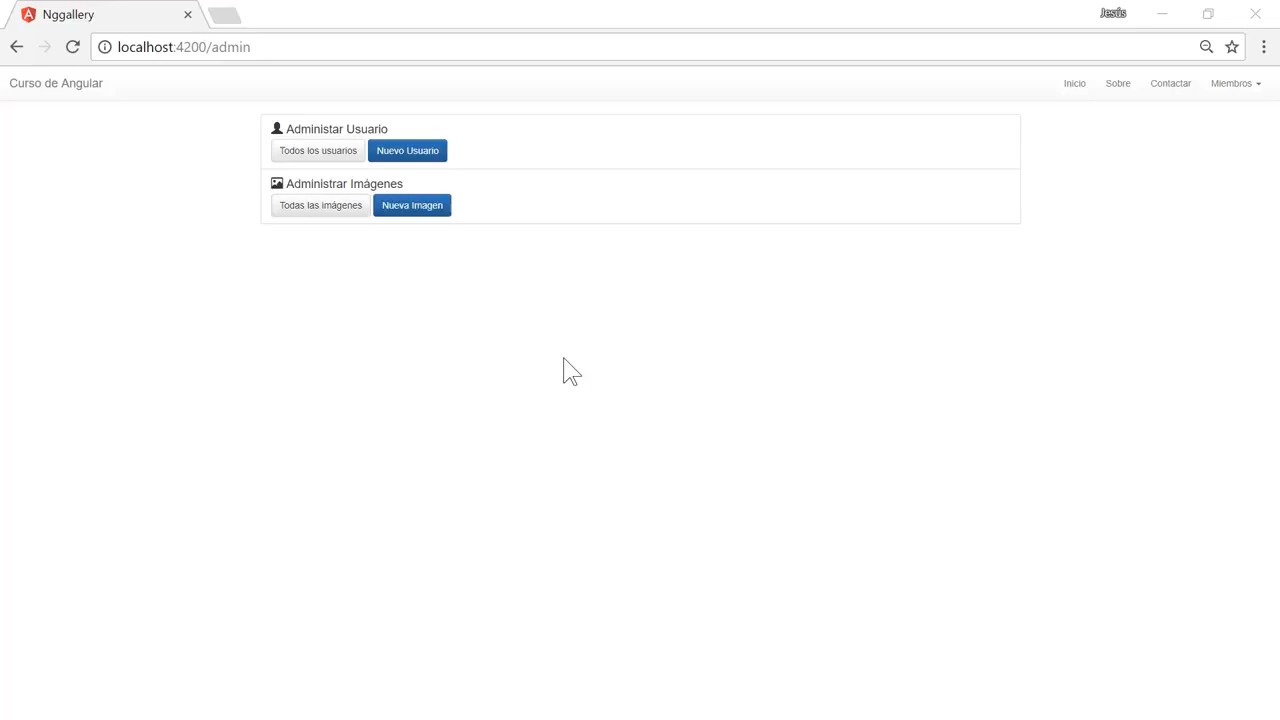 Nggallery
Jesús
localhost:4200/admin
Curso de Angular
Inicio Sobre Contactar Miembros
Administar Usuario
Todos los usuarios Nuevo Usuario
Administrar Imágenes
Todas las imágenes Nueva Imagen